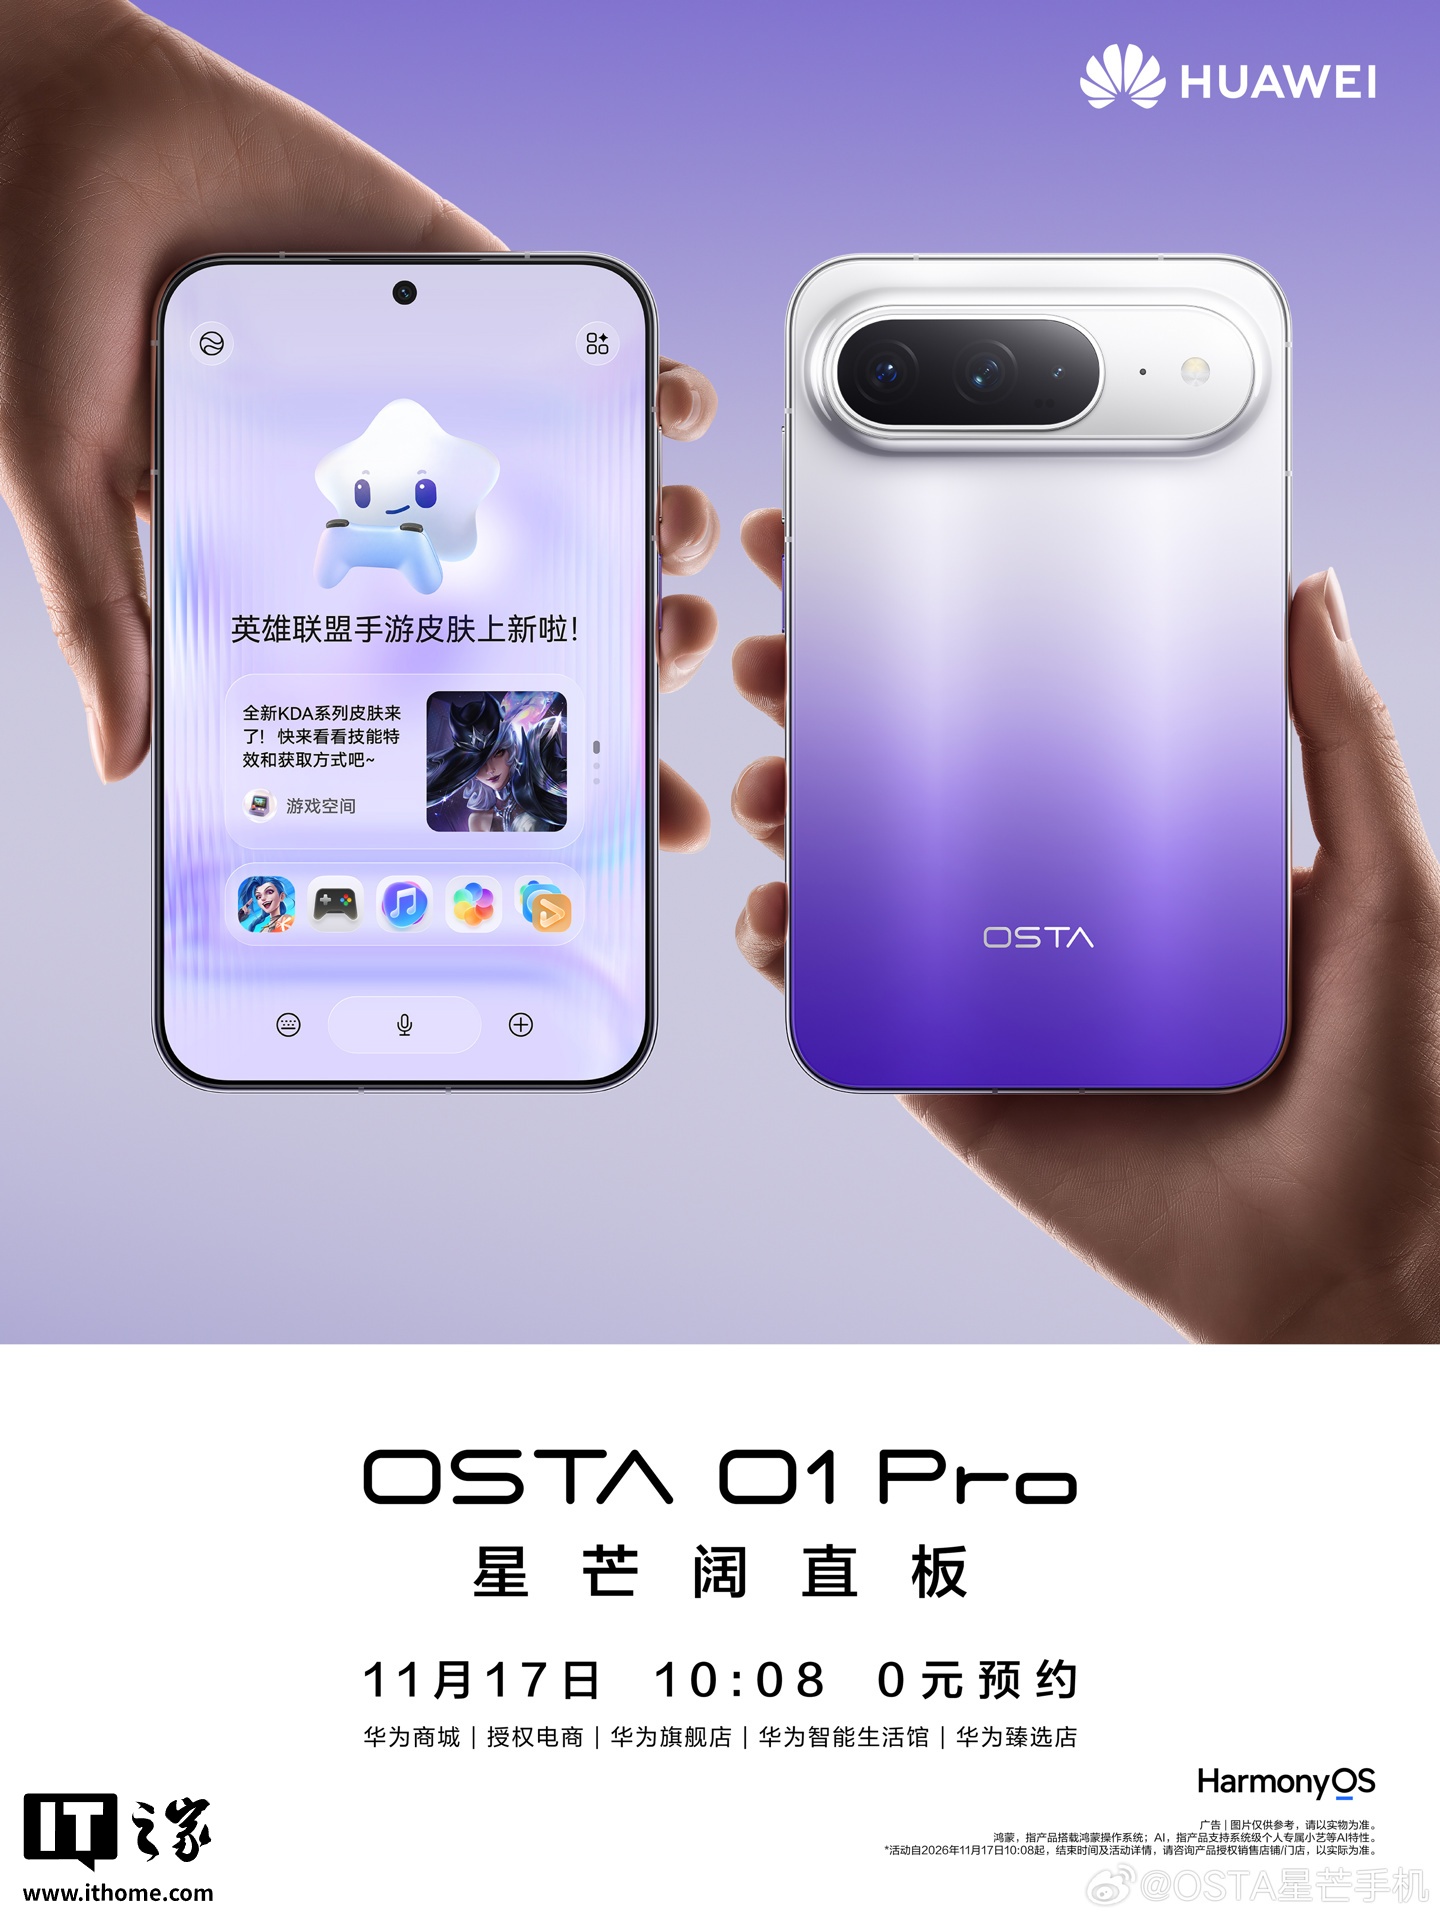 HUAWEI
英雄联盟手游皮肤上新啦！
全新KDA系列皮肤来
了！快来看看技能特
效和获取方式吧~
游戏空间
OSTA
OSTA O1 Pro
星芒阔直板
11月17日 10:08 0元预约
华为商城 | 授权电商 | 华为旗舰店 | 华为智能生活馆 | 华为臻选店
HarmonyOS
广告 | 图片仅供参考，请以实物为准。
鸿蒙，指产品搭载鸿蒙操作系统；AI，指产品支持系统级个人专属小艺等AI特性。
*活动自2026年11月17日10:08起，结束时间及活动详情，请咨询产品授权销售店铺/门店，以实际为准。
IT之家
www.ithome.com
@OSTA星芒手机